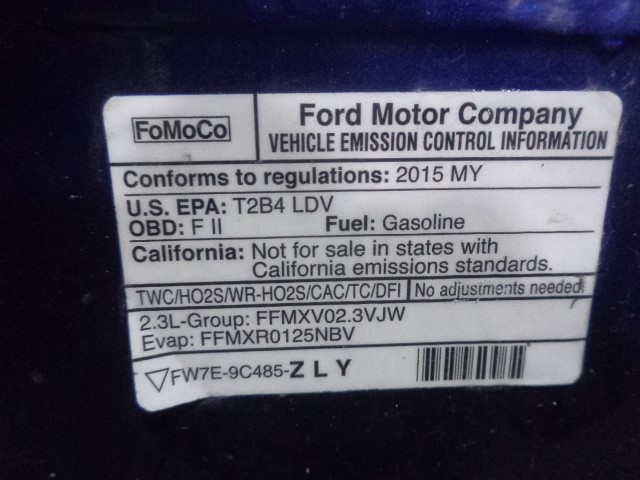 FoMoCo
Ford Motor Company
VEHICLE EMISSION CONTROL INFORMATION
Conforms to regulations: 2015 MY
U.S. EPA: T2B4 LDV
OBD: F II Fuel: Gasoline
California: Not for sale in states with
California emissions standards.
TWC/HO2S/WR-HO2S/CAC/TC/DFI No adjustments needed.
2.3L-Group: FFMXV02.3VJW
Evap: FFMXR0125NBV
▽FW7E-9C485-Z L Y